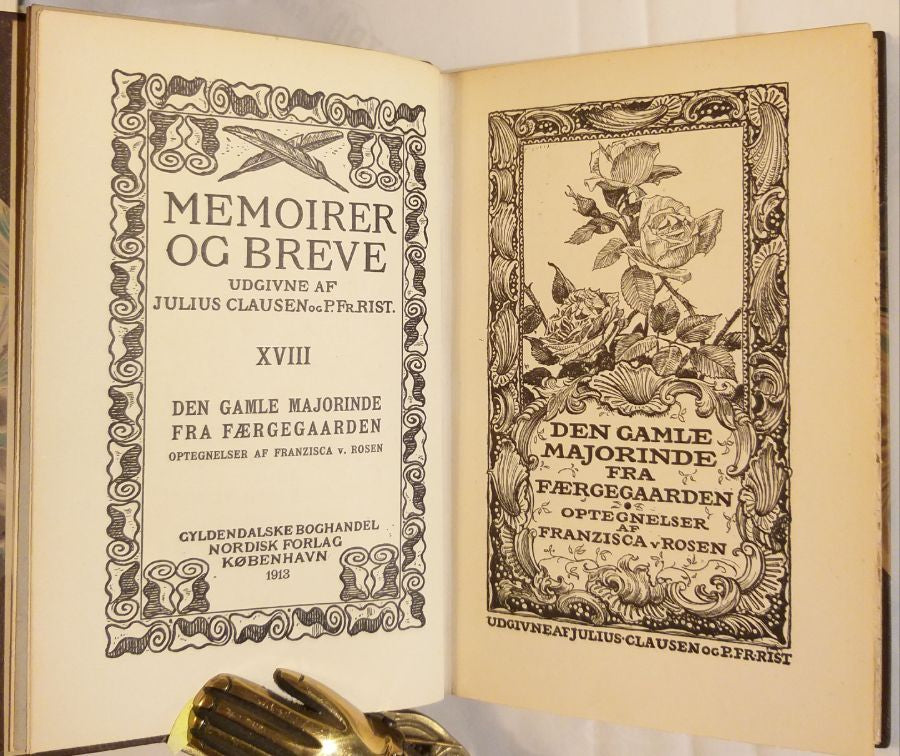 MEMOIRER
OG BREVE
UDGIVNE AF
JULIUS CLAUSEN OG P. FR. RIST.
XVIII
DEN GAMLE MAJORINDE
FRA FÆRGEGAARDEN
OPTEGNELSER AF FRANZISCA v. ROSEN
GYLDENDALSKE BOGHANDEL
NORDISK FORLAG
KØBENHAVN
1913
DEN GAMLE
MAJORINDE
FRA
FÆRGEGAARDEN
OPTEGNELSER
AF
FRANZISCA v ROSEN
UDGIVNE AF JULIUS·CLAUSEN OG P. FR. RIST